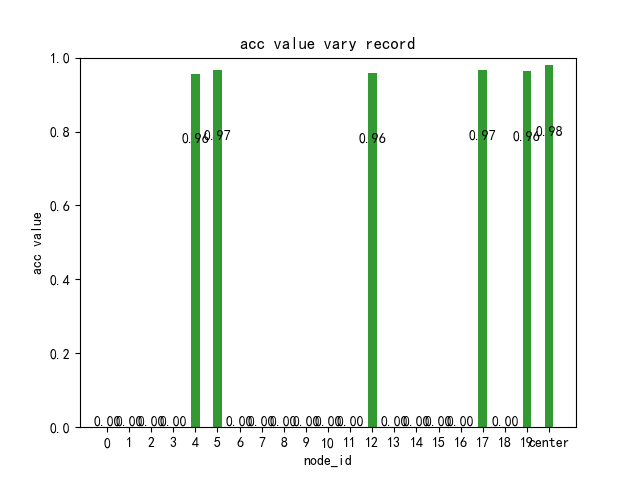 acc value vary record
acc value
1.0
0.8
0.6
0.4
0.2
0.0
0.00 0.00 0.00 0.00 0.96 0.97 0.00 0.00 0.00 0.00 0.00 0.00 0.96 0.00 0.00 0.00 0.00 0.97 0.00 0.96 0.98
0 1 2 3 4 5 6 7 8 9 10 11 12 13 14 15 16 17 18 19 center
node_id